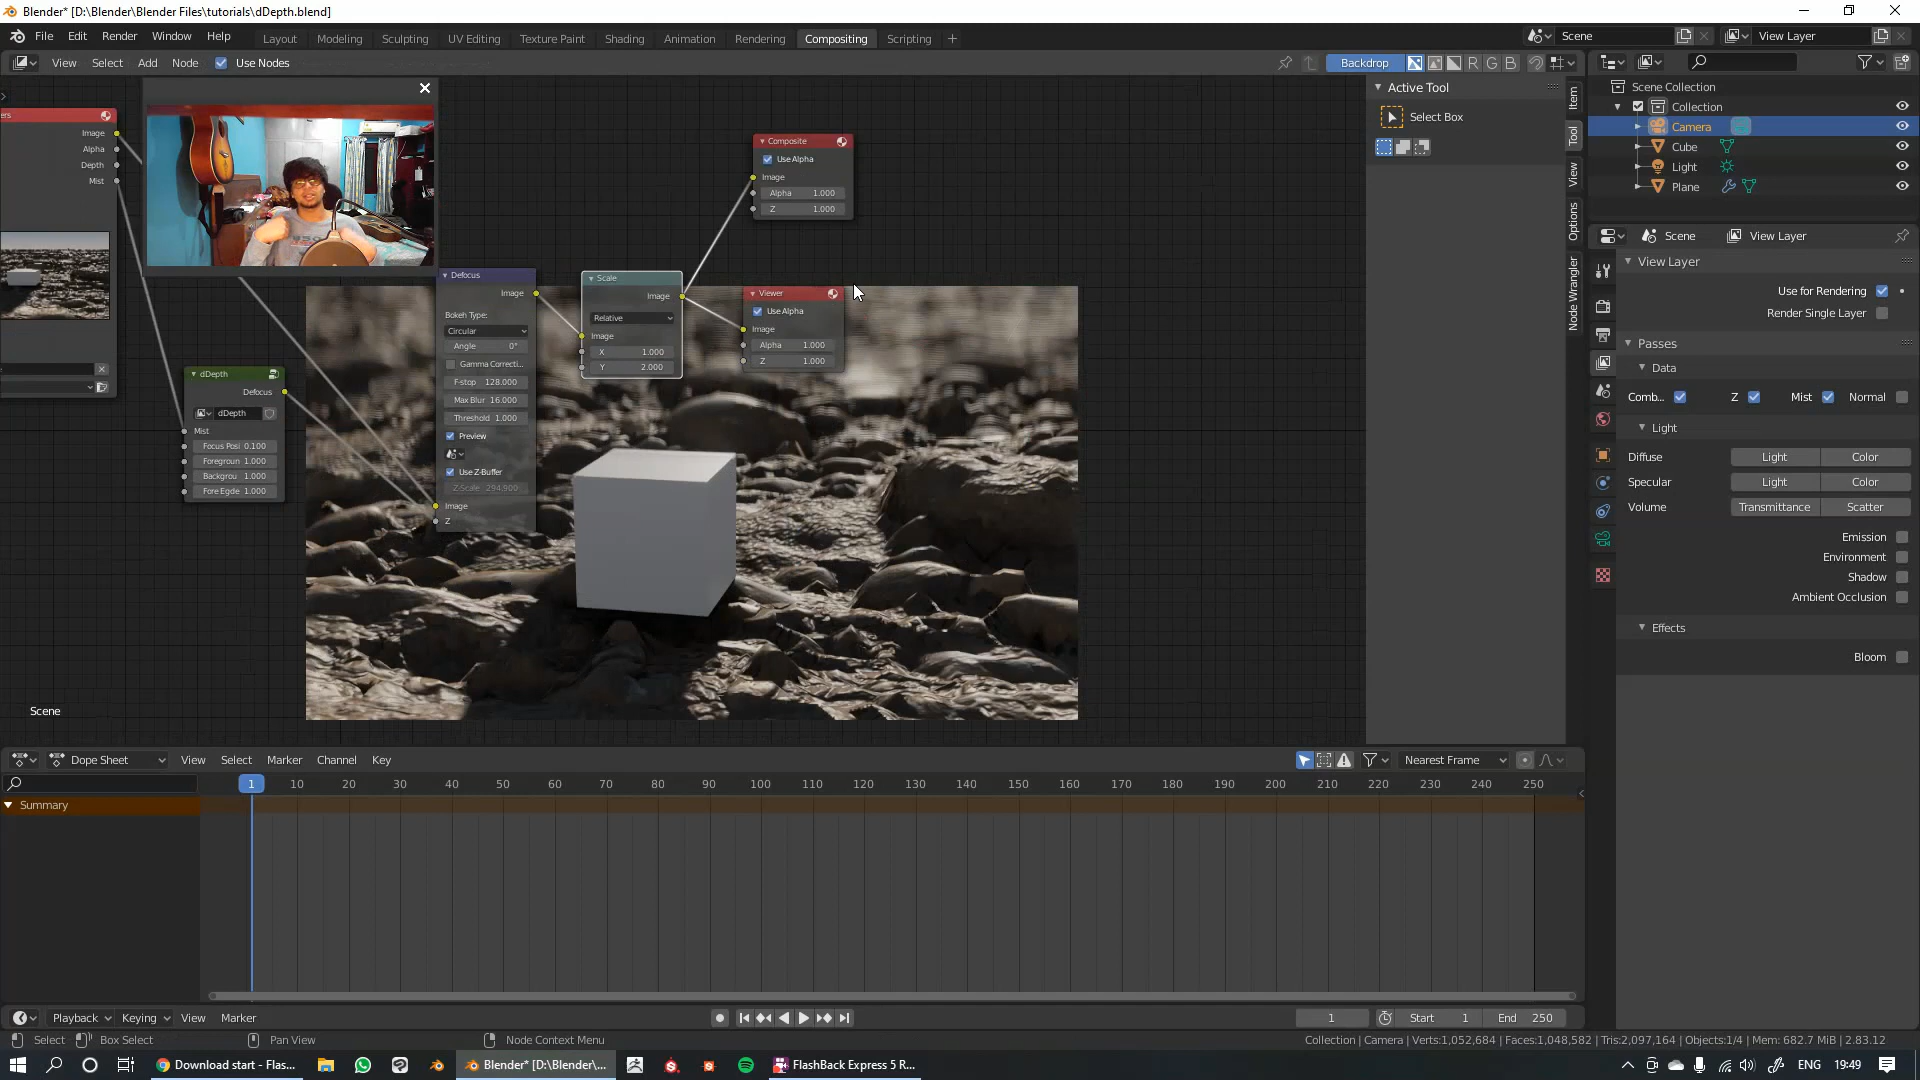 Blender* [D:\Blender\Blender Files\tutorials\dDepth.blend]
File Edit Render Window Help Layout Modeling Sculpting UV Editing Texture Paint Shading Animation Rendering Compositing Scripting + Scene View Layer
View Select Add Node Use Nodes Backdrop R G B
ers
Image
Alpha
Depth
Mist
dDepth
Defocus
dDepth
Mist
Focus Posi 0.100
Foregroun 1.000
Backgrou 1.000
Fore Egde 1.000
Defocus
Image
Bokeh Type:
Circular
Angle 0°
Gamma Correcti...
F-stop 128.000
Max Blur 16.000
Threshold 1.000
Preview
Use Z-Buffer
Z-Scale 294.900
Image
Z
Scale
Image
Relative
Image
X 1.000
Y 2.000
Composite
Use Alpha
Image
Alpha 1.000
Z 1.000
Viewer
Use Alpha
Image
Alpha 1.000
Z 1.000
Scene
Active Tool
Select Box
Item
Tool
View
Options
Node Wrangler
Scene Collection
Collection
Camera
Cube
Light
Plane
Scene View Layer
View Layer
Use for Rendering
Render Single Layer
Passes
Data
Comb... Z Mist Normal
Light
Diffuse Light Color
Specular Light Color
Volume Transmittance Scatter
Emission
Environment
Shadow
Ambient Occlusion
Effects
Bloom
Dope Sheet View Select Marker Channel Key Nearest Frame
1 10 20 30 40 50 60 70 80 90 100 110 120 130 140 150 160 170 180 190 200 210 220 230 240 250
Summary
Playback Keying View Marker 1 Start 1 End 250
Select Box Select Pan View Node Context Menu Collection | Camera | Verts:1,052,684 | Faces:1,048,582 | Tris:2,097,164 | Objects:1/4 | Mem: 682.7 MiB | 2.83.12
Download start - Flas... Blender* [D:\Blender\... FlashBack Express 5 R... ENG 19:49